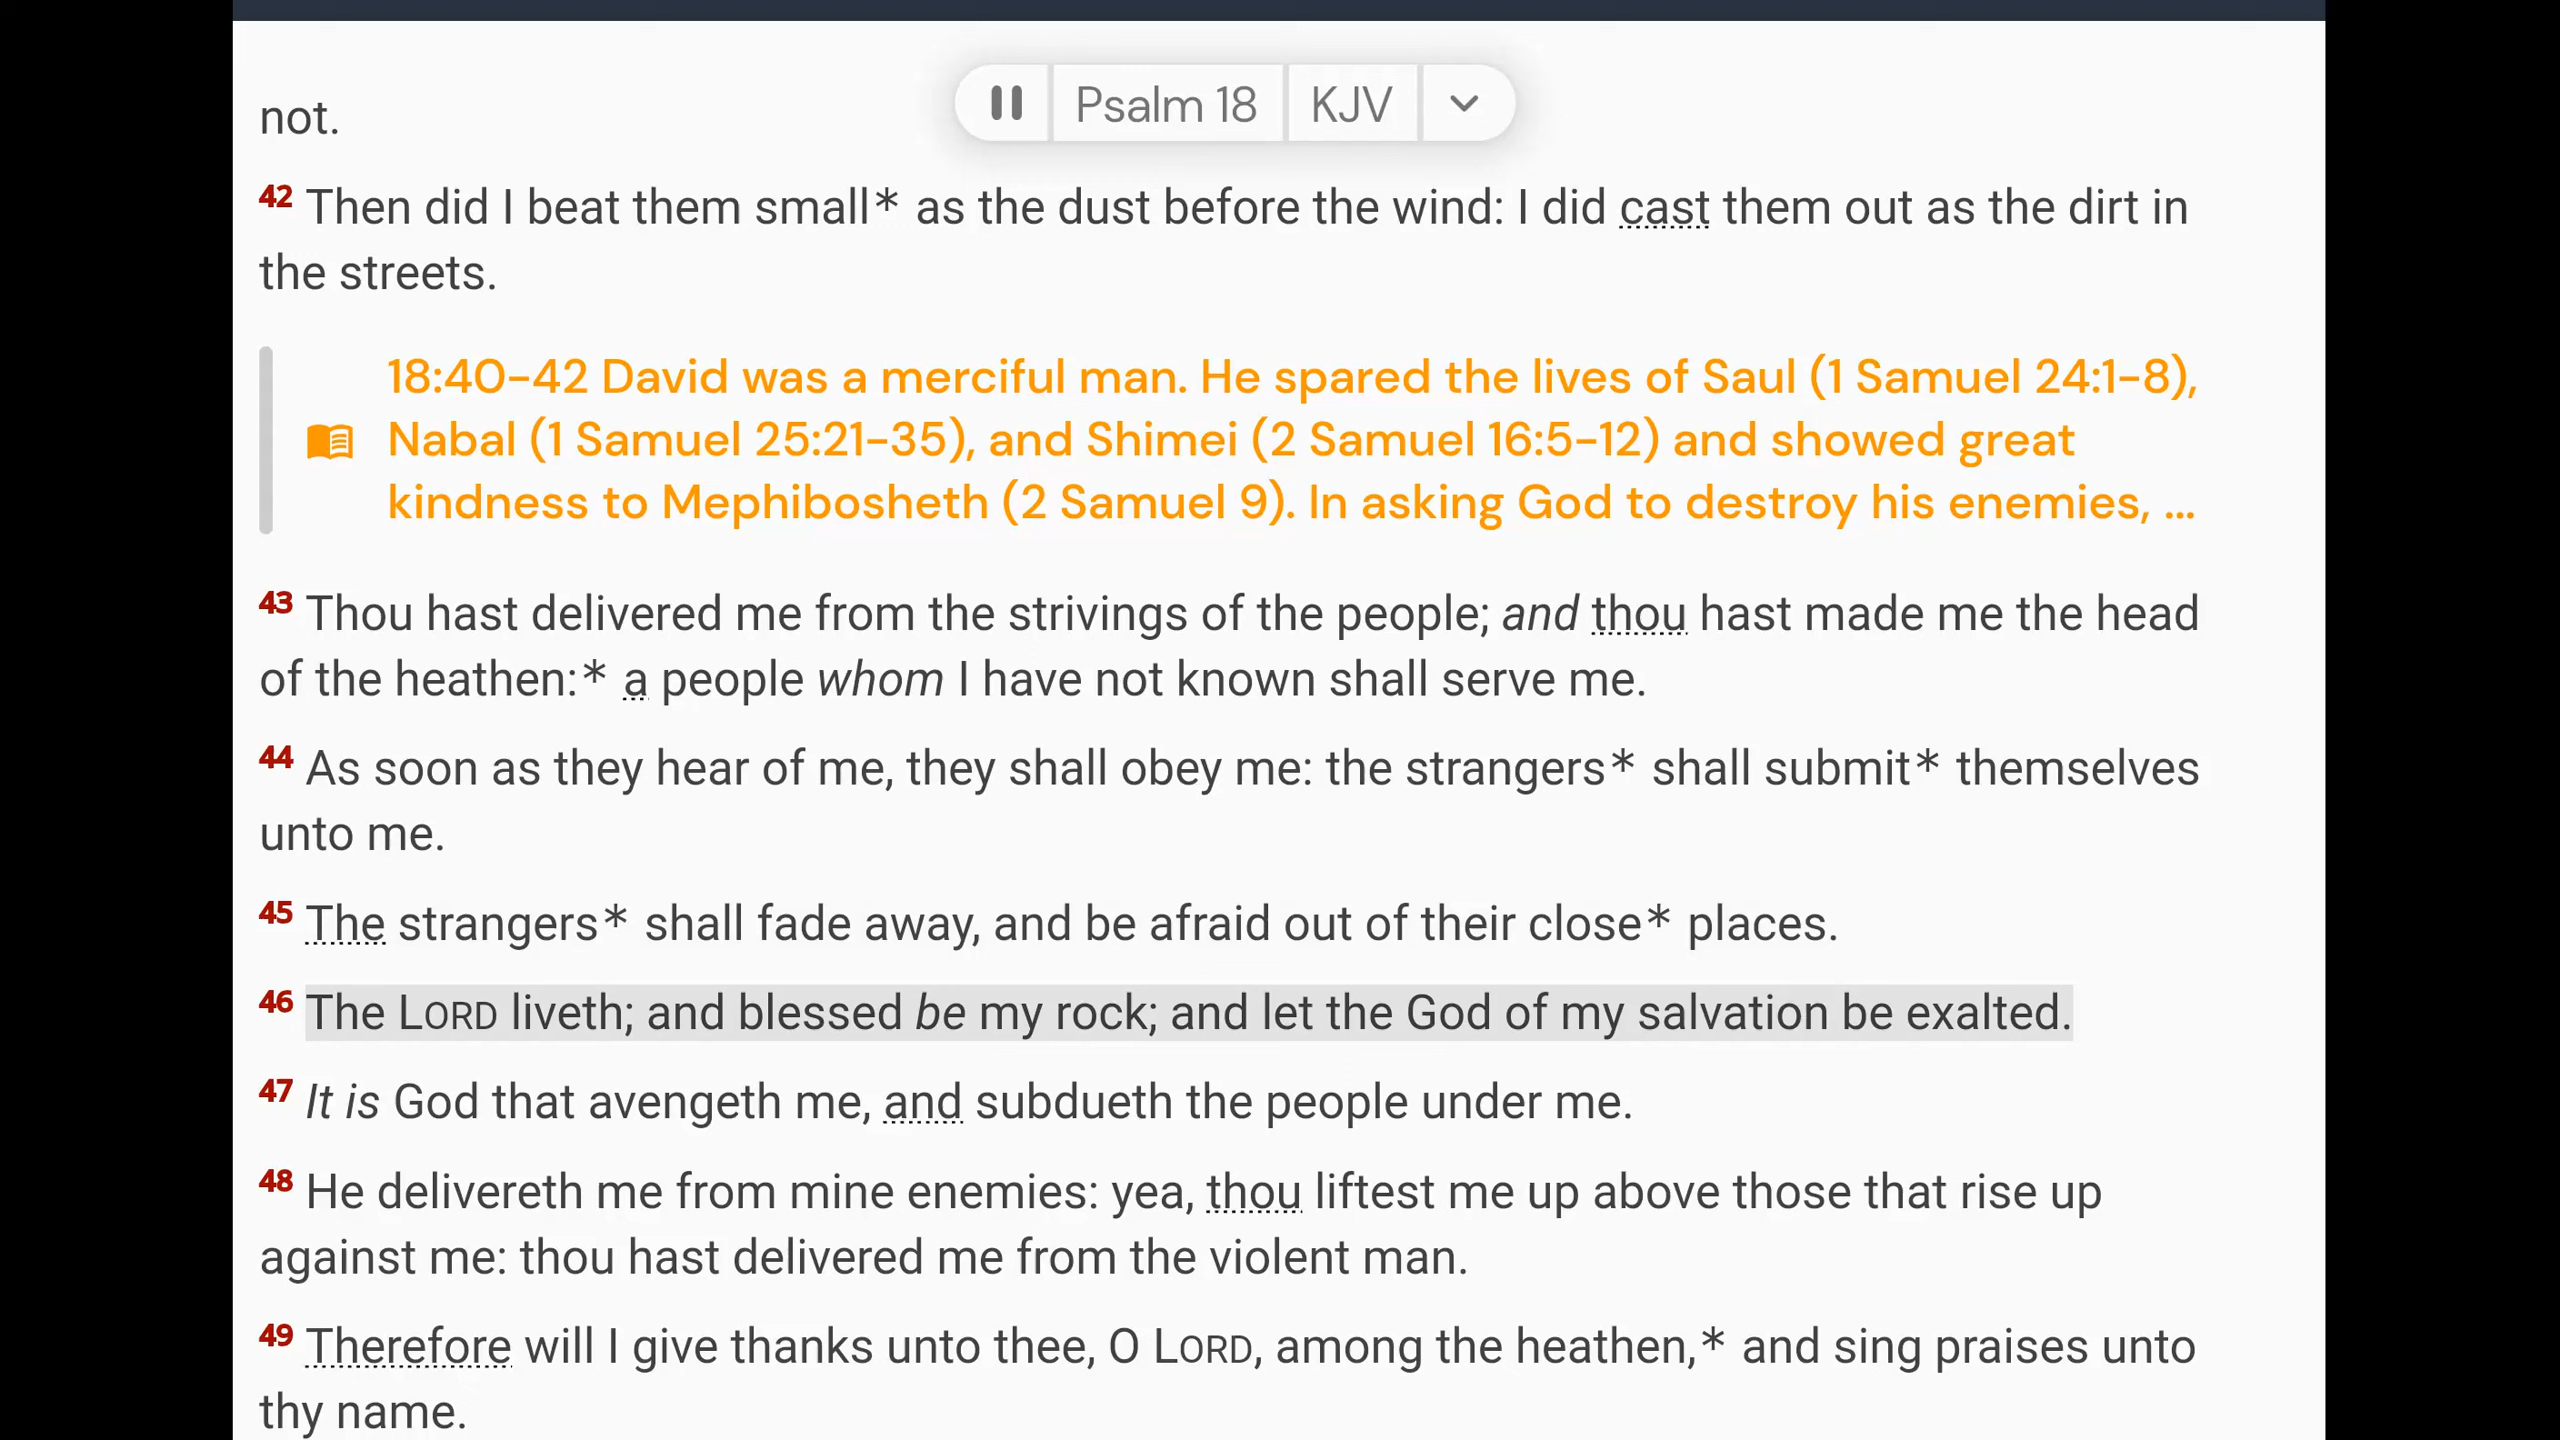 Psalm 18 KJV
not.
42 Then did I beat them small* as the dust before the wind: I did cast them out as the dirt in
the streets.
18:40-42 David was a merciful man. He spared the lives of Saul (1 Samuel 24:1-8),
Nabal (1 Samuel 25:21-35), and Shimei (2 Samuel 16:5-12) and showed great
kindness to Mephibosheth (2 Samuel 9). In asking God to destroy his enemies, ...
43 Thou hast delivered me from the strivings of the people; and thou hast made me the head
of the heathen:* a people whom I have not known shall serve me.
44 As soon as they hear of me, they shall obey me: the strangers* shall submit* themselves
unto me.
45 The strangers* shall fade away, and be afraid out of their close* places.
46 The LORD liveth; and blessed be my rock; and let the God of my salvation be exalted.
47 It is God that avengeth me, and subdueth the people under me.
48 He delivereth me from mine enemies: yea, thou liftest me up above those that rise up
against me: thou hast delivered me from the violent man.
49 Therefore will I give thanks unto thee, O LORD, among the heathen,* and sing praises unto
thy name.